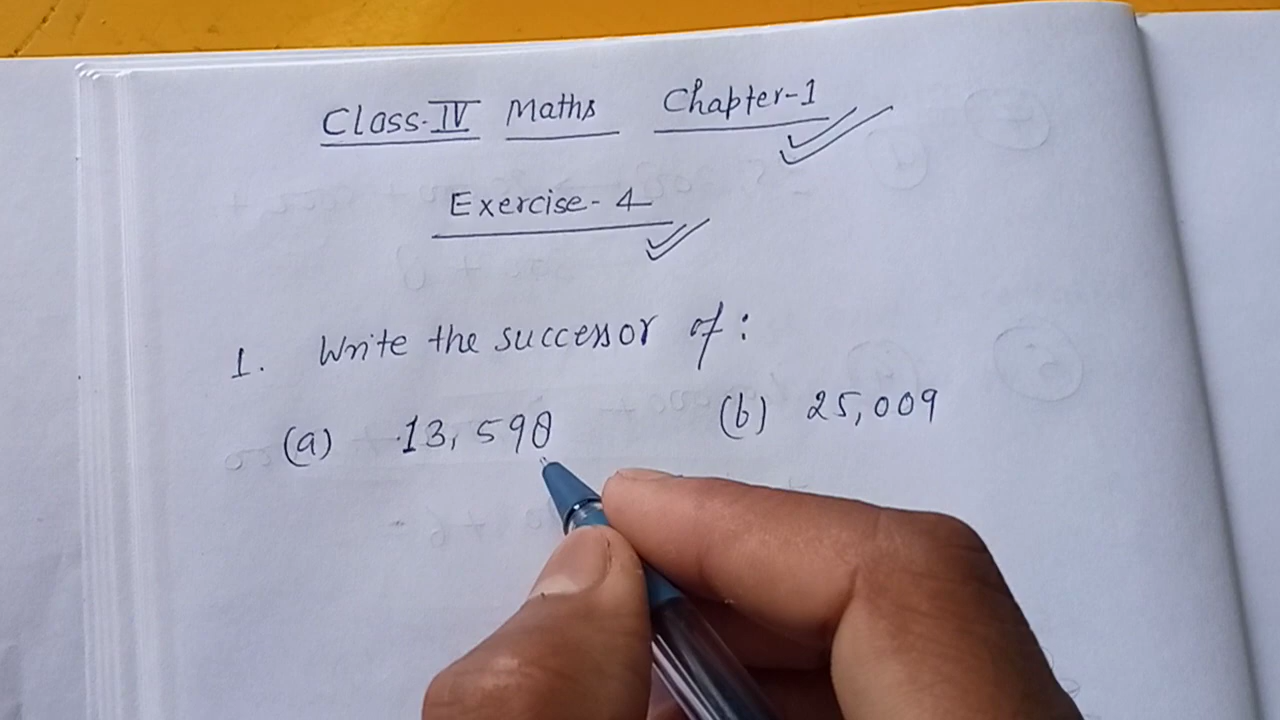 Class-IV Maths Chapter-1
Exercise-4
1. Write the successor of :
(a) 13,598 (b) 25,009